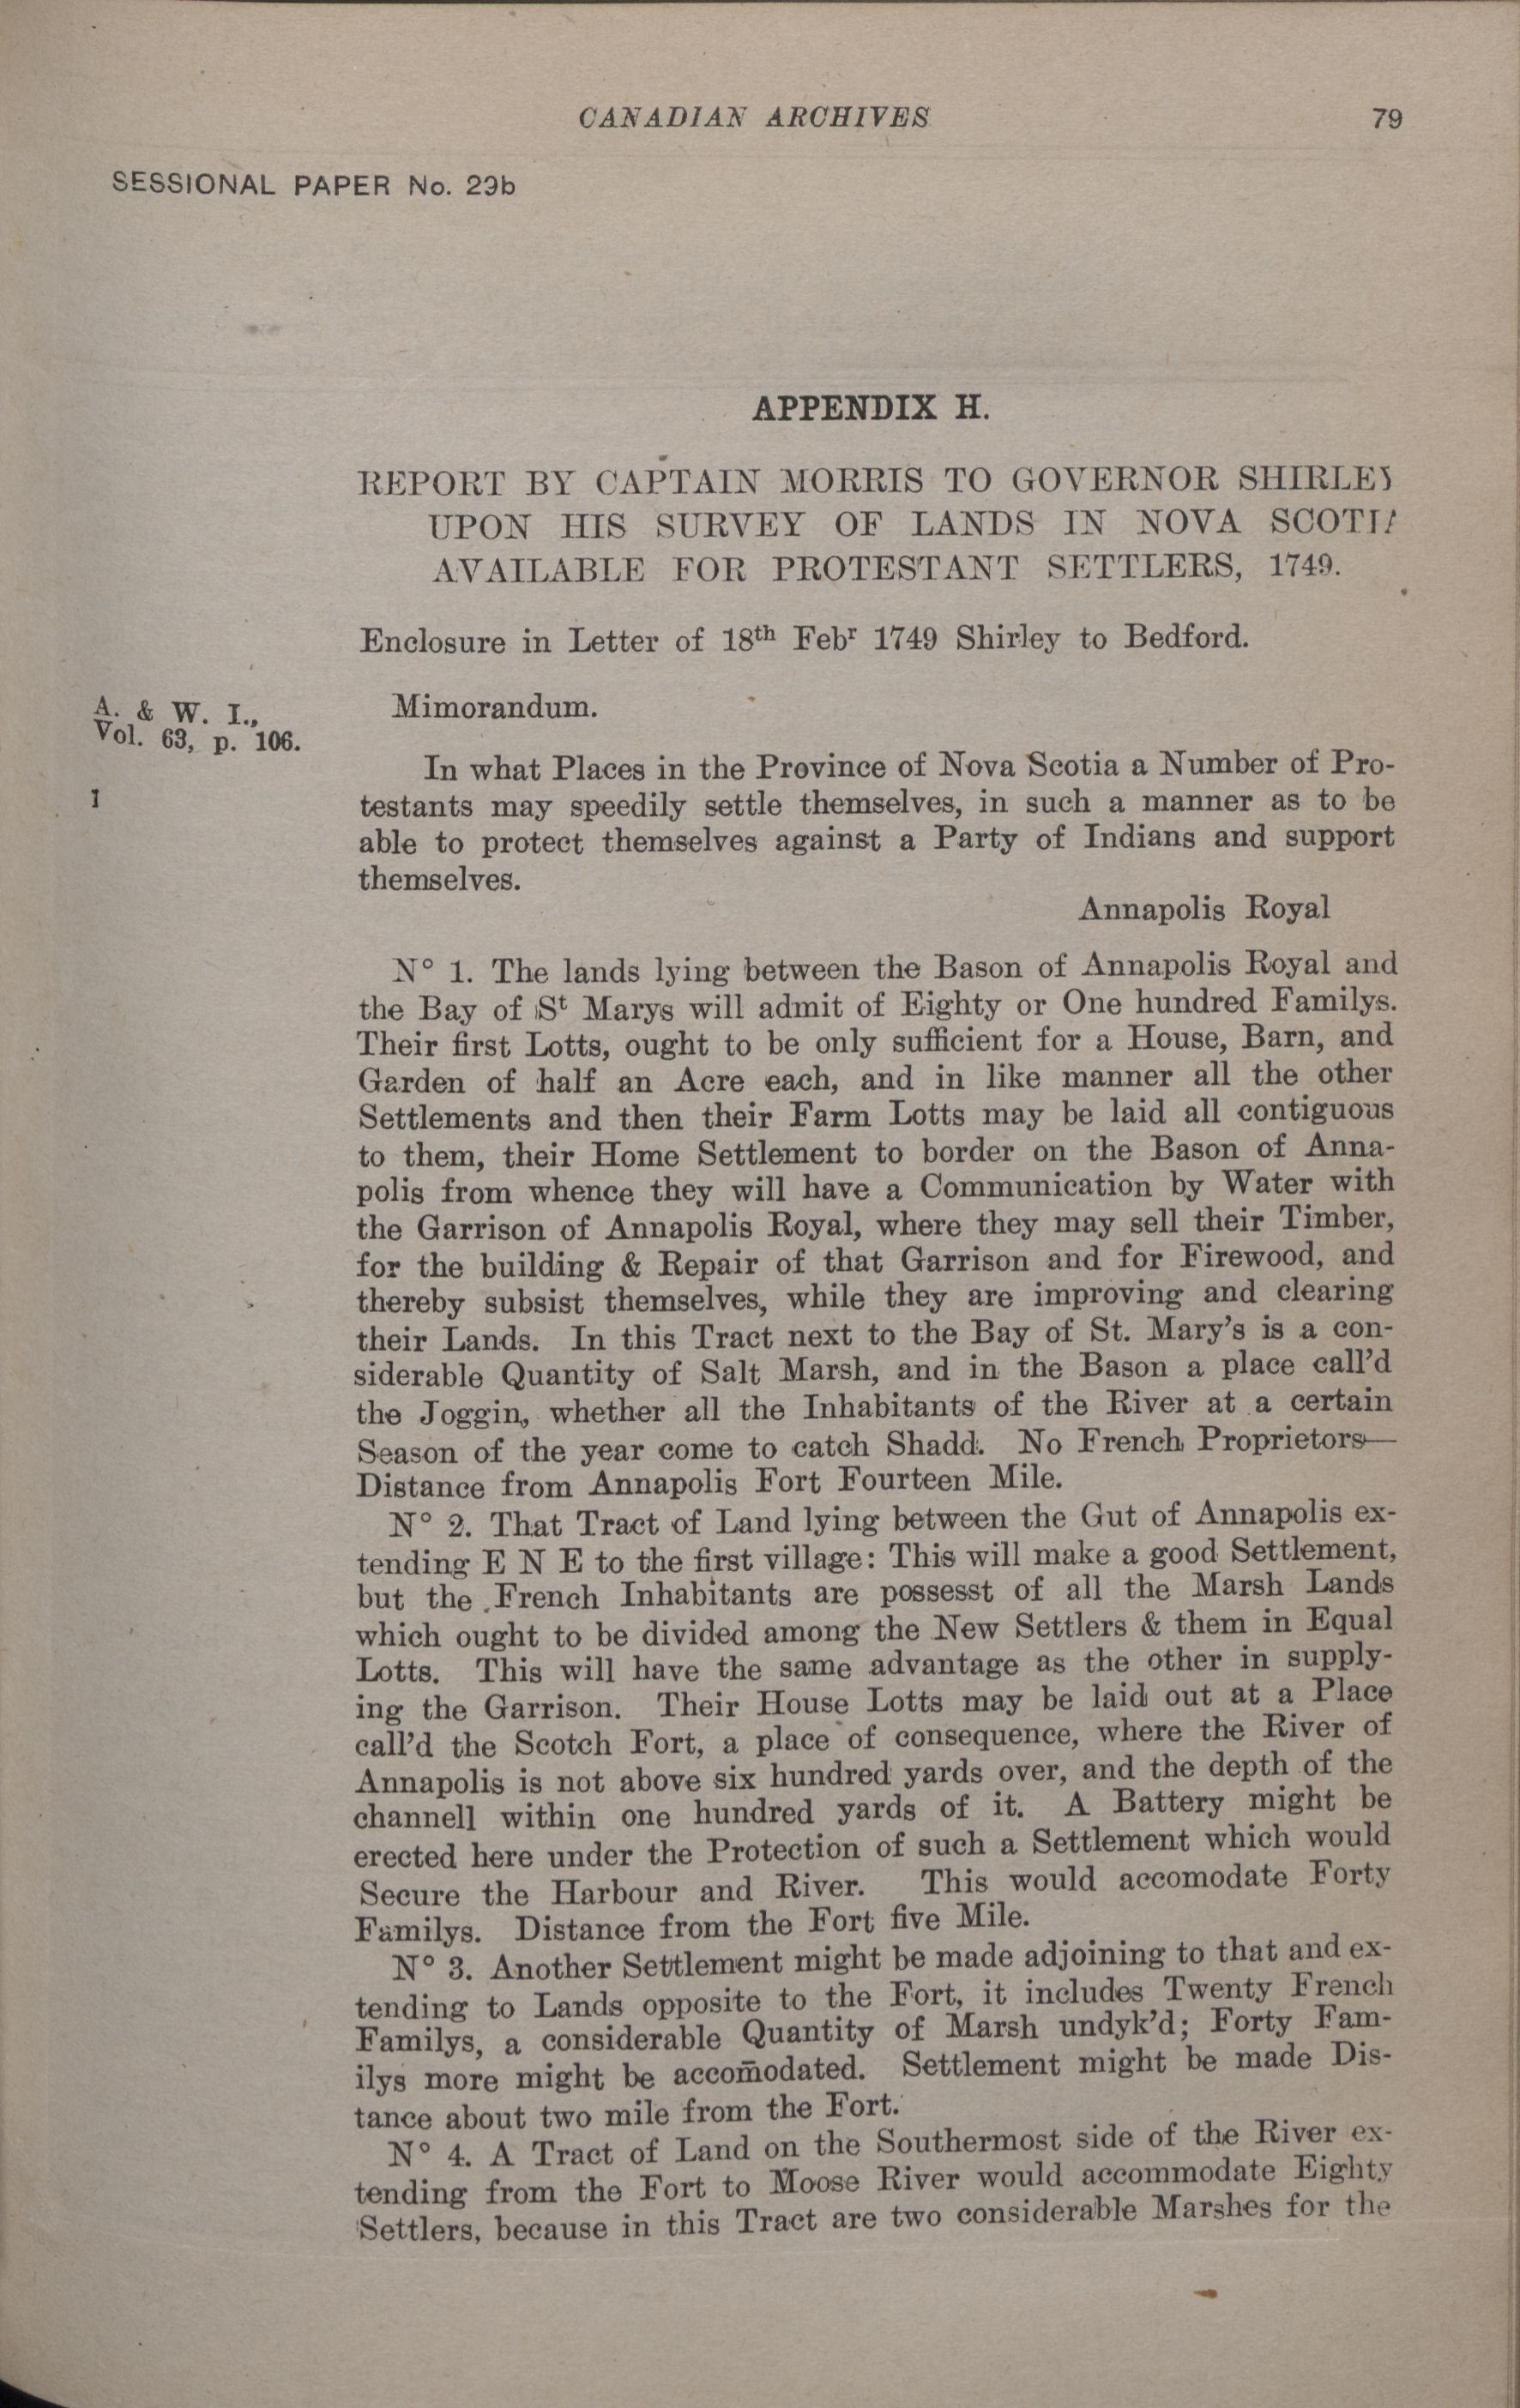 CANADIAN ARCHIVES 79
SESSIONAL PAPER No. 29b
APPENDIX H.
REPORT BY CAPTAIN MORRIS TO GOVERNOR SHIRLEY
UPON HIS SURVEY OF LANDS IN NOVA SCOTIA
AVAILABLE FOR PROTESTANT SETTLERS, 1749.
Enclosure in Letter of 18th Febr 1749 Shirley to Bedford.
A. & W. I.,
Vol. 63, p. 106.
1
Mimorandum.
In what Places in the Province of Nova Scotia a Number of Pro-
testants may speedily settle themselves, in such a manner as to be
able to protect themselves against a Party of Indians and support
themselves.
Annapolis Royal
N° 1. The lands lying between the Bason of Annapolis Royal and
the Bay of St Marys will admit of Eighty or One hundred Familys.
Their first Lotts, ought to be only sufficient for a House, Barn, and
Garden of half an Acre each, and in like manner all the other
Settlements and then their Farm Lotts may be laid all contiguous
to them, their Home Settlement to border on the Bason of Anna-
polis from whence they will have a Communication by Water with
the Garrison of Annapolis Royal, where they may sell their Timber,
for the building & Repair of that Garrison and for Firewood, and
thereby subsist themselves, while they are improving and clearing
their Lands. In this Tract next to the Bay of St. Mary's is a con-
siderable Quantity of Salt Marsh, and in the Bason a place call'd
the Joggin, whether all the Inhabitants of the River at a certain
Season of the year come to catch Shadd. No French Proprietors—
Distance from Annapolis Fort Fourteen Mile.
N° 2. That Tract of Land lying between the Gut of Annapolis ex-
tending E N E to the first village: This will make a good Settlement,
but the French Inhabitants are possesst of all the Marsh Lands
which ought to be divided among the New Settlers & them in Equal
Lotts. This will have the same advantage as the other in supply-
ing the Garrison. Their House Lotts may be laid out at a Place
call'd the Scotch Fort, a place of consequence, where the River of
Annapolis is not above six hundred yards over, and the depth of the
channell within one hundred yards of it. A Battery might be
erected here under the Protection of such a Settlement which would
Secure the Harbour and River. This would accomodate Forty
Familys. Distance from the Fort five Mile.
N° 3. Another Settlement might be made adjoining to that and ex-
tending to Lands opposite to the Fort, it includes Twenty French
Familys, a considerable Quantity of Marsh undyk'd; Forty Fam-
ilys more might be accom̄odated. Settlement might be made Dis-
tance about two mile from the Fort.
N° 4. A Tract of Land on the Southermost side of the River ex-
tending from the Fort to Moose River would accommodate Eighty
Settlers, because in this Tract are two considerable Marshes for the